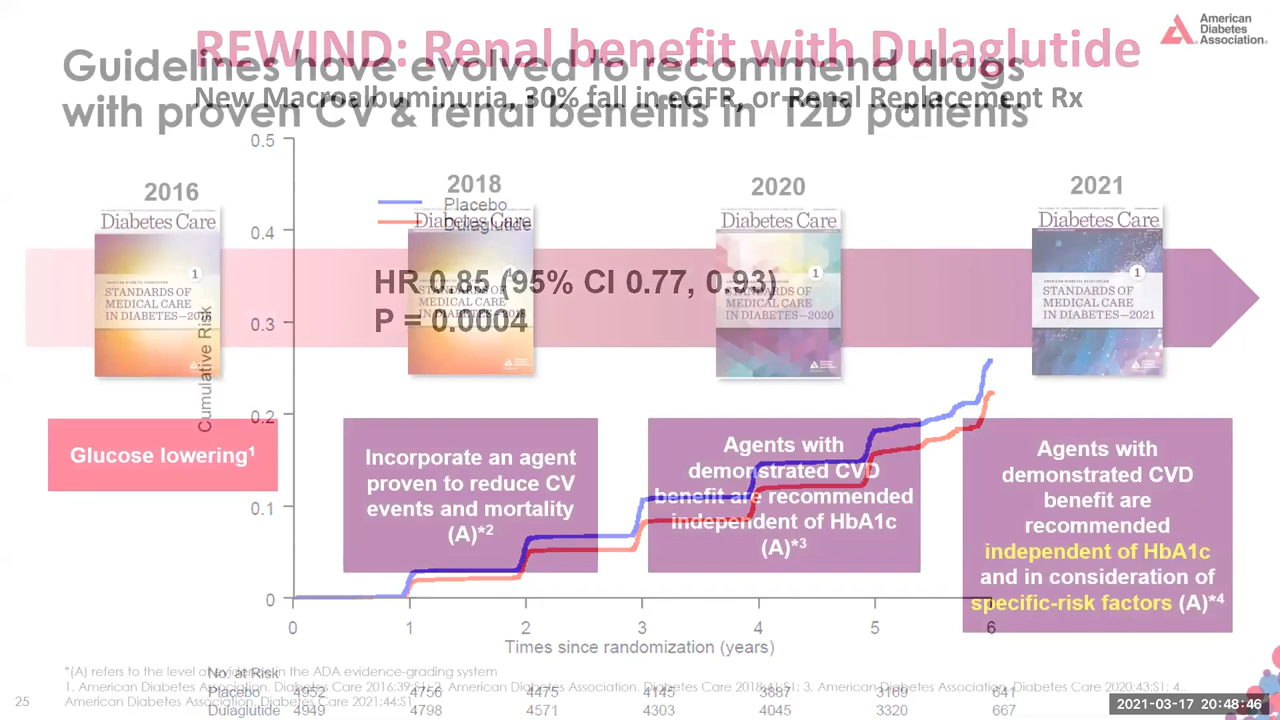 REWIND: Renal benefit with Dulaglutide
New Macroalbuminuria, 30% fall in eGFR, or Renal Replacement Rx
American
Diabetes
Association®
Guidelines have evolved to recommend drugs
with proven CV & renal benefits in T2D patients
2016
2018
2020
2021
Diabetes Care
STANDARDS OF
MEDICAL CARE
IN DIABETES—20
Diabetes Care
STANDARDS OF
MEDICAL CARE
IN DIABETES—2018
Diabetes Care
STANDARDS OF
MEDICAL CARE
IN DIABETES—2020
Diabetes Care
STANDARDS OF
MEDICAL CARE
IN DIABETES—2021
Placebo
Dulaglutide
HR 0.85 (95% CI 0.77, 0.93)
P = 0.0004
Cumulative Risk
0.5
0.4
0.3
0.2
0.1
0
Glucose lowering¹
Incorporate an agent
proven to reduce CV
events and mortality
(A)*²
Agents with
demonstrated CVD
benefit are recommended
independent of HbA1c
(A)*³
Agents with
demonstrated CVD
benefit are
recommended
independent of HbA1c
and in consideration of
specific-risk factors (A)*⁴
0 1 2 3 4 5 6
Times since randomization (years)
No. at Risk
Placebo 4952 4756 4475 4145 3887 3169 641
Dulaglutide 4949 4798 4571 4303 4045 3320 667
*(A) refers to the level of evidence in the ADA evidence-grading system
1. American Diabetes Association. Diabetes Care 2016;39:S1; 2. American Diabetes Association. Diabetes Care 2018;41:S1; 3. American Diabetes Association. Diabetes Care 2020;43:S1; 4.
American Diabetes Association. Diabetes Care 2021;44:S1
25
2021-03-17 20:48:46